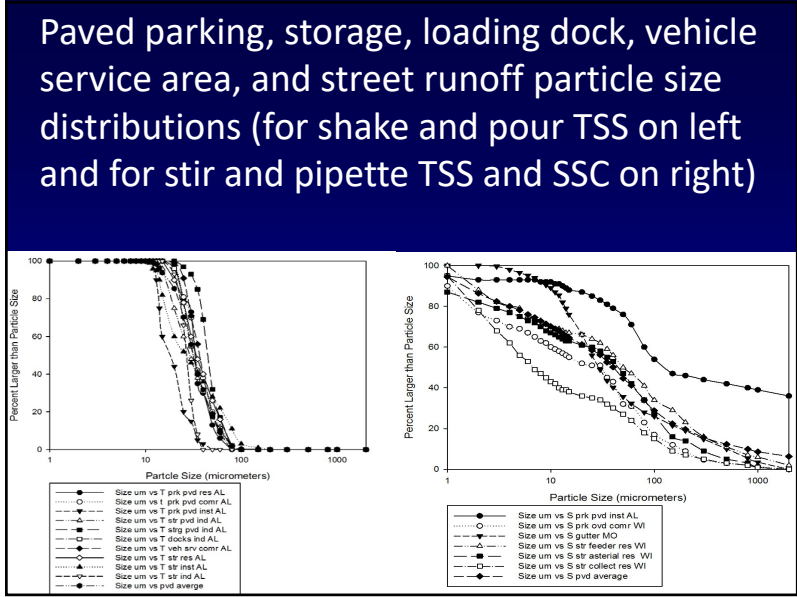 Paved parking, storage, loading dock, vehicle
service area, and street runoff particle size
distributions (for shake and pour TSS on left
and for stir and pipette TSS and SSC on right)
Percent Larger than Particle Size
100
80
60
40
20
0
1
10
100
1000
Partcle Size (micrometers)
Size um vs T prk pvd res AL
Size um vs t prk pvd comr AL
Size um vs T prk pvd inst AL
Size um vs T str pvd ind AL
Size um vs T strg pvd ind AL
Size um vs T docks ind AL
Size um vs T veh srv comr AL
Size um vs T str res AL
Size um vs T str inst AL
Size um vs T str ind AL
Size um vs pvd averge
Percent Larger than Particle Size
100
80
60
40
20
0
1
10
100
1000
Particle Size (micrometers)
Size um vs S prk pvd inst AL
Size um vs S prk ovd comr WI
Size um vs S gutter MO
Size um vs S str feeder res WI
Size um vs S str asterial res WI
Size um vs S str collect res WI
Size um vs S pvd average